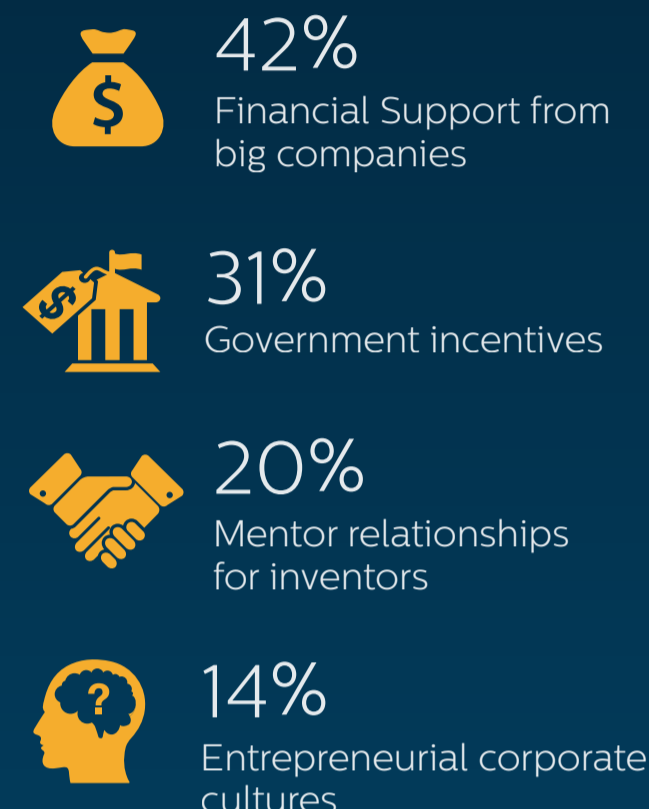 42%
$
Financial Support from
big companies
31%
$
Government incentives
20%
Mentor relationships
for inventors
14%
?
Entrepreneurial corporate
cultures